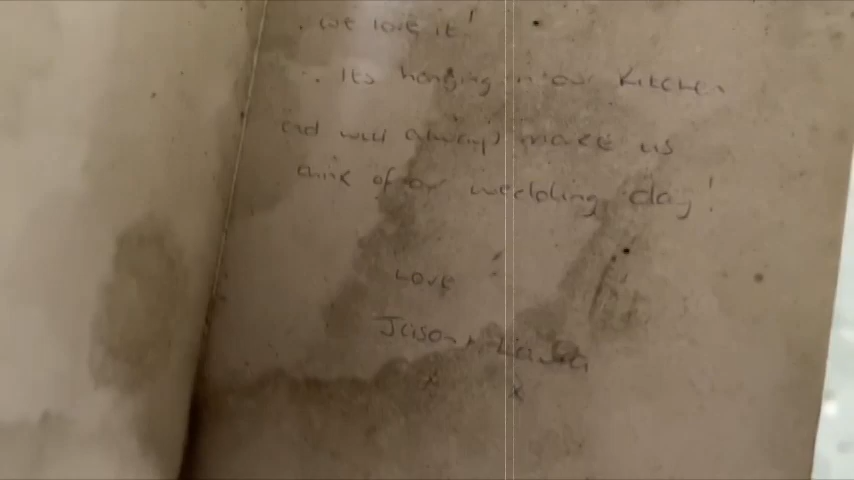 we love it!
Its hanging in our kitchen
and will always make us
think of our wedding day!
Love
Jason
x x